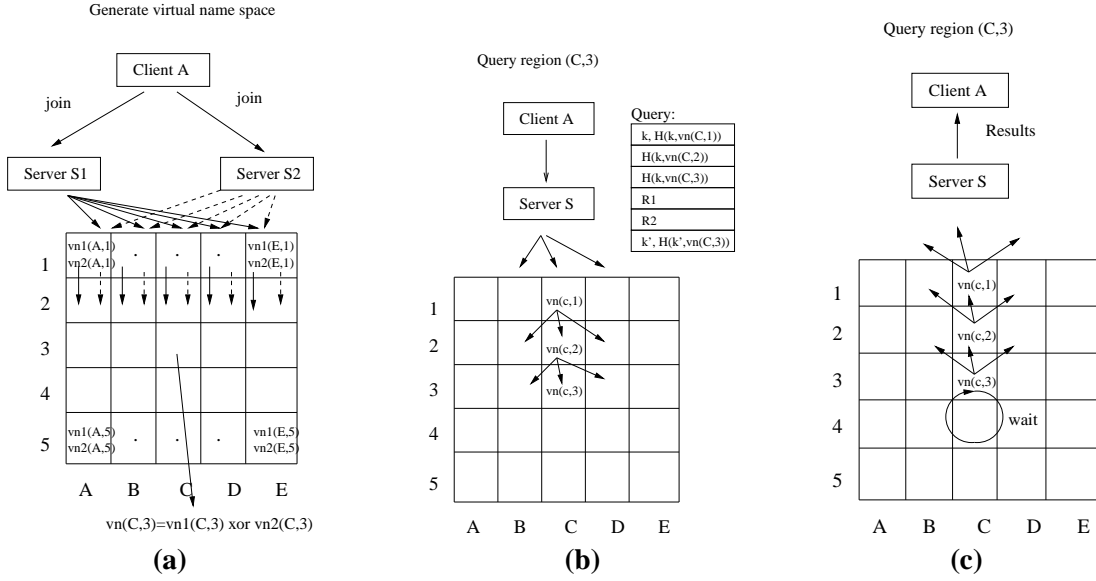 Generate virtual name space
Client A
join
join
Server S1
Server S2
vn1(A,1)
vn2(A,1)
. . .
vn1(E,1)
vn2(E,1)
1
2
3
4
5
vn1(A,5)
vn2(A,5)
. . .
vn1(E,5)
vn2(E,5)
A B C D E
vn(C,3)=vn1(C,3) xor vn2(C,3)
(a)
Query region (C,3)
Client A
Server S
Query:
k, H(k,vn(C,1))
H(k,vn(C,2))
H(k,vn(C,3))
R1
R2
k', H(k',vn(C,3))
1
2
3
4
5
vn(c,1)
vn(c,2)
vn(c,3)
A B C D E
(b)
Query region (C,3)
Client A
Results
Server S
1
2
3
4
5
vn(c,1)
vn(c,2)
vn(c,3)
wait
A B C D E
(c)